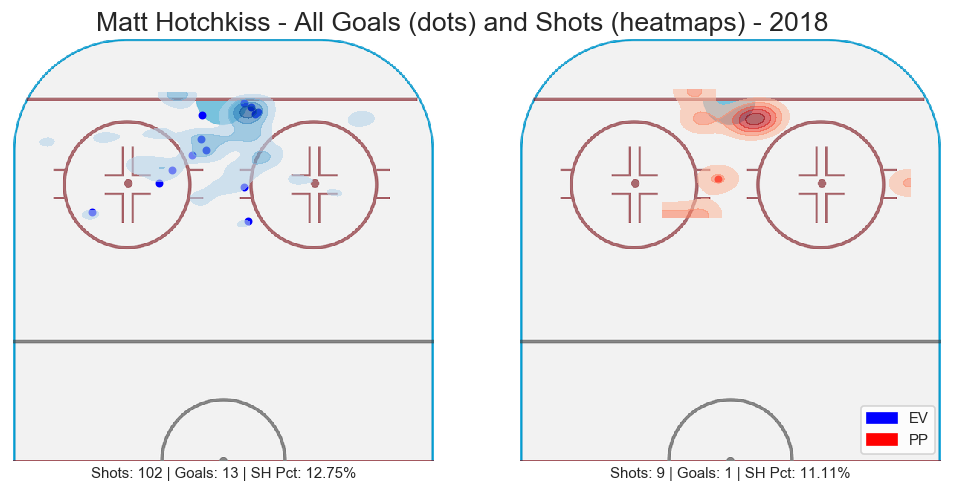 Matt Hotchkiss - All Goals (dots) and Shots (heatmaps) - 2018
EV
PP
Shots: 102 | Goals: 13 | SH Pct: 12.75%
Shots: 9 | Goals: 1 | SH Pct: 11.11%